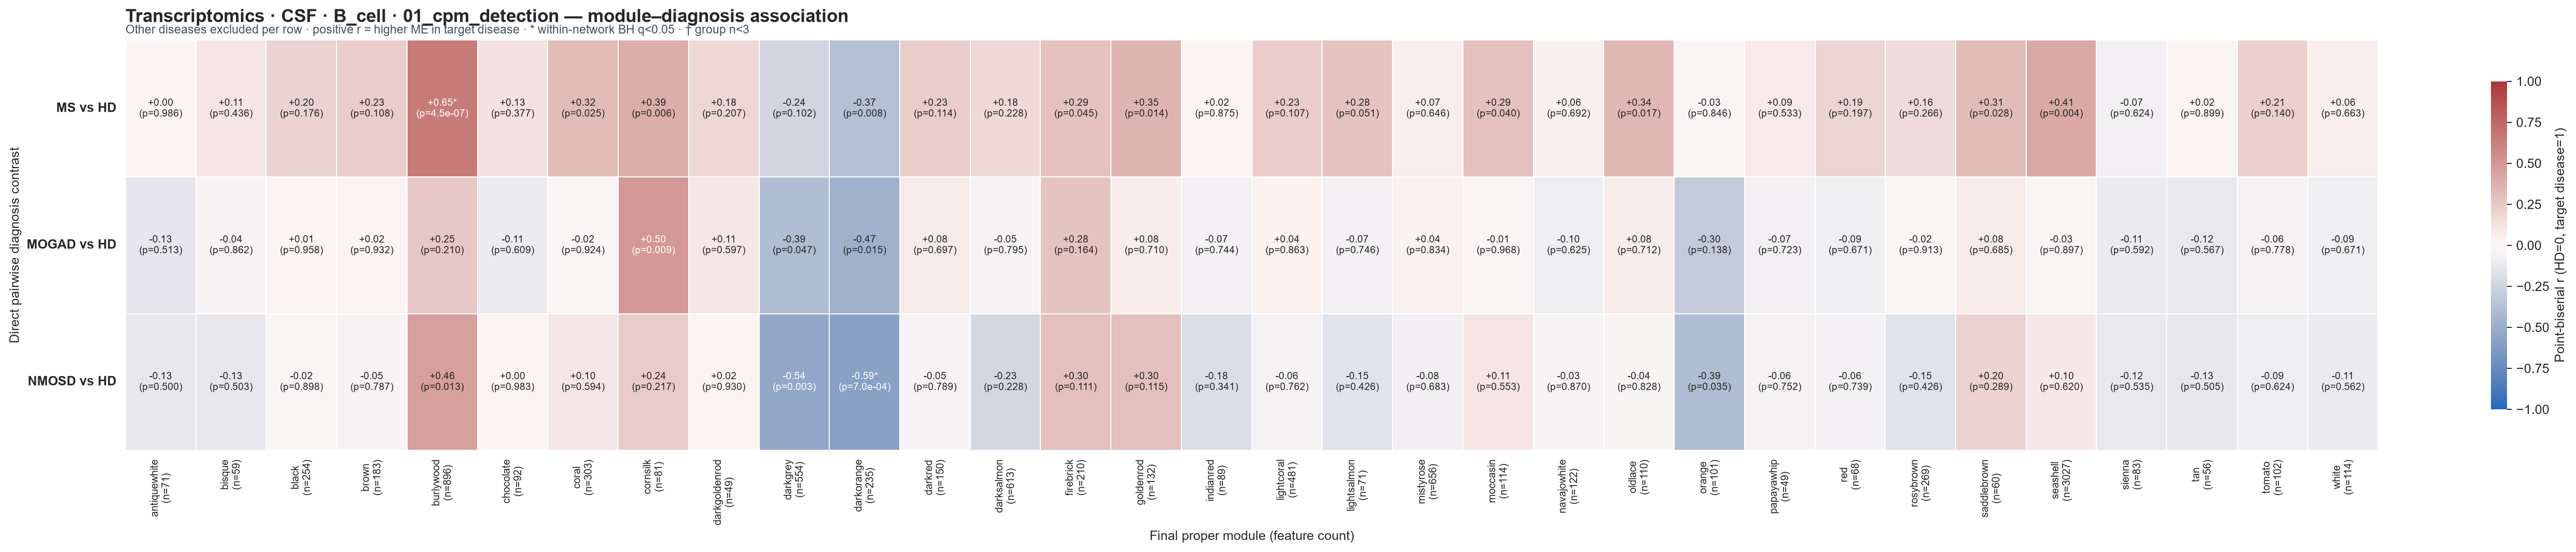 Transcriptomics · CSF · B_cell · 01_cpm_detection — module–diagnosis association
Other diseases excluded per row · positive r = higher ME in target disease · * within-network BH q<0.05 · † group n<3
Direct pairwise diagnosis contrast
MS vs HD
+0.00 +0.11 +0.20 +0.23 +0.65* +0.13 +0.32 +0.39 +0.18 -0.24 -0.37 +0.23 +0.18 +0.29 +0.35 +0.02 +0.23 +0.28 +0.07 +0.29 +0.06 +0.34 -0.03 +0.09 +0.19 +0.16 +0.31 +0.41 -0.07 +0.02 +0.21 +0.06
(p=0.986) (p=0.436) (p=0.176) (p=0.108) (p=4.5e-07) (p=0.377) (p=0.025) (p=0.006) (p=0.207) (p=0.102) (p=0.008) (p=0.114) (p=0.228) (p=0.045) (p=0.014) (p=0.875) (p=0.107) (p=0.051) (p=0.646) (p=0.040) (p=0.692) (p=0.017) (p=0.846) (p=0.533) (p=0.197) (p=0.266) (p=0.028) (p=0.004) (p=0.624) (p=0.899) (p=0.140) (p=0.663)
MOGAD vs HD
-0.13 -0.04 +0.01 +0.02 +0.25 -0.11 -0.02 +0.50 +0.11 -0.39 -0.47 +0.08 -0.05 +0.28 +0.08 -0.07 +0.04 -0.07 +0.04 -0.01 -0.10 +0.08 -0.30 -0.07 -0.09 -0.02 +0.08 -0.03 -0.11 -0.12 -0.06 -0.09
(p=0.513) (p=0.862) (p=0.958) (p=0.932) (p=0.210) (p=0.609) (p=0.924) (p=0.009) (p=0.597) (p=0.047) (p=0.015) (p=0.697) (p=0.795) (p=0.164) (p=0.710) (p=0.744) (p=0.863) (p=0.746) (p=0.834) (p=0.968) (p=0.625) (p=0.712) (p=0.138) (p=0.723) (p=0.671) (p=0.913) (p=0.685) (p=0.897) (p=0.592) (p=0.567) (p=0.778) (p=0.671)
NMOSD vs HD
-0.13 -0.13 -0.02 -0.05 +0.46 +0.00 +0.10 +0.24 +0.02 -0.54 -0.59* -0.05 -0.23 +0.30 +0.30 -0.18 -0.06 -0.15 -0.08 +0.11 -0.03 -0.04 -0.39 -0.06 -0.06 -0.15 +0.20 +0.10 -0.12 -0.13 -0.09 -0.11
(p=0.500) (p=0.503) (p=0.898) (p=0.787) (p=0.013) (p=0.983) (p=0.594) (p=0.217) (p=0.930) (p=0.003) (p=7.0e-04) (p=0.789) (p=0.228) (p=0.111) (p=0.115) (p=0.341) (p=0.762) (p=0.426) (p=0.683) (p=0.553) (p=0.870) (p=0.828) (p=0.035) (p=0.752) (p=0.739) (p=0.426) (p=0.289) (p=0.620) (p=0.535) (p=0.505) (p=0.624) (p=0.562)
antiquewhite
(n=71)
bisque
(n=59)
black
(n=254)
brown
(n=183)
burlywood
(n=896)
chocolate
(n=92)
coral
(n=303)
cornsilk
(n=81)
darkgoldenrod
(n=49)
darkgrey
(n=554)
darkorange
(n=235)
darkred
(n=150)
darksalmon
(n=613)
firebrick
(n=210)
goldenrod
(n=132)
indianred
(n=89)
lightcoral
(n=481)
lightsalmon
(n=71)
mistyrose
(n=656)
moccasin
(n=114)
navajowhite
(n=122)
oldlace
(n=110)
orange
(n=101)
papayawhip
(n=49)
red
(n=68)
rosybrown
(n=269)
saddlebrown
(n=60)
seashell
(n=3027)
sienna
(n=83)
tan
(n=56)
tomato
(n=102)
white
(n=114)
Final proper module (feature count)
1.00
0.75
0.50
0.25
0.00
−0.25
−0.50
−0.75
−1.00
Point-biserial r (HD=0, target disease=1)